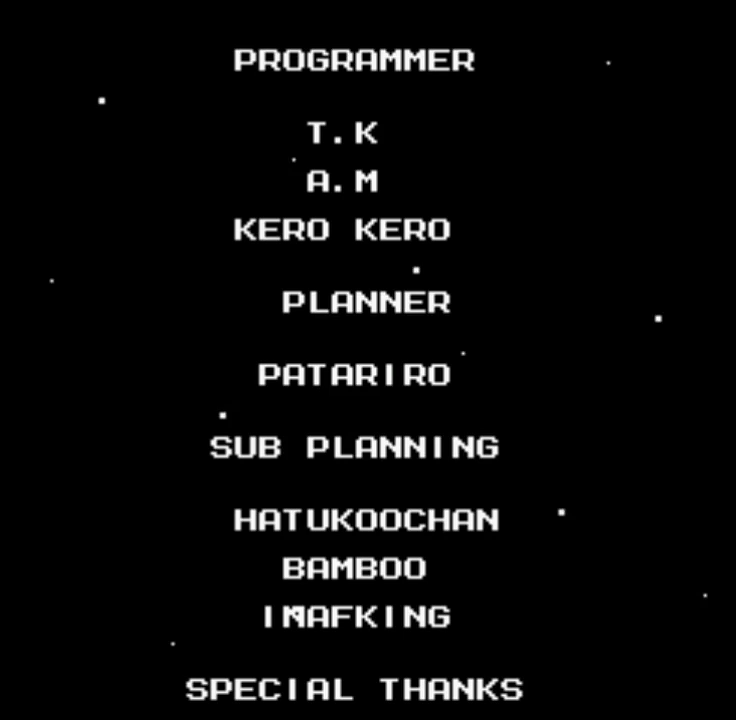 PROGRAMMER
T.K
A.M
KERO KERO
PLANNER
PATARIRO
SUB PLANNING
HATUKOOCHAN
BAMBOO
IMAFKING
SPECIAL THANKS